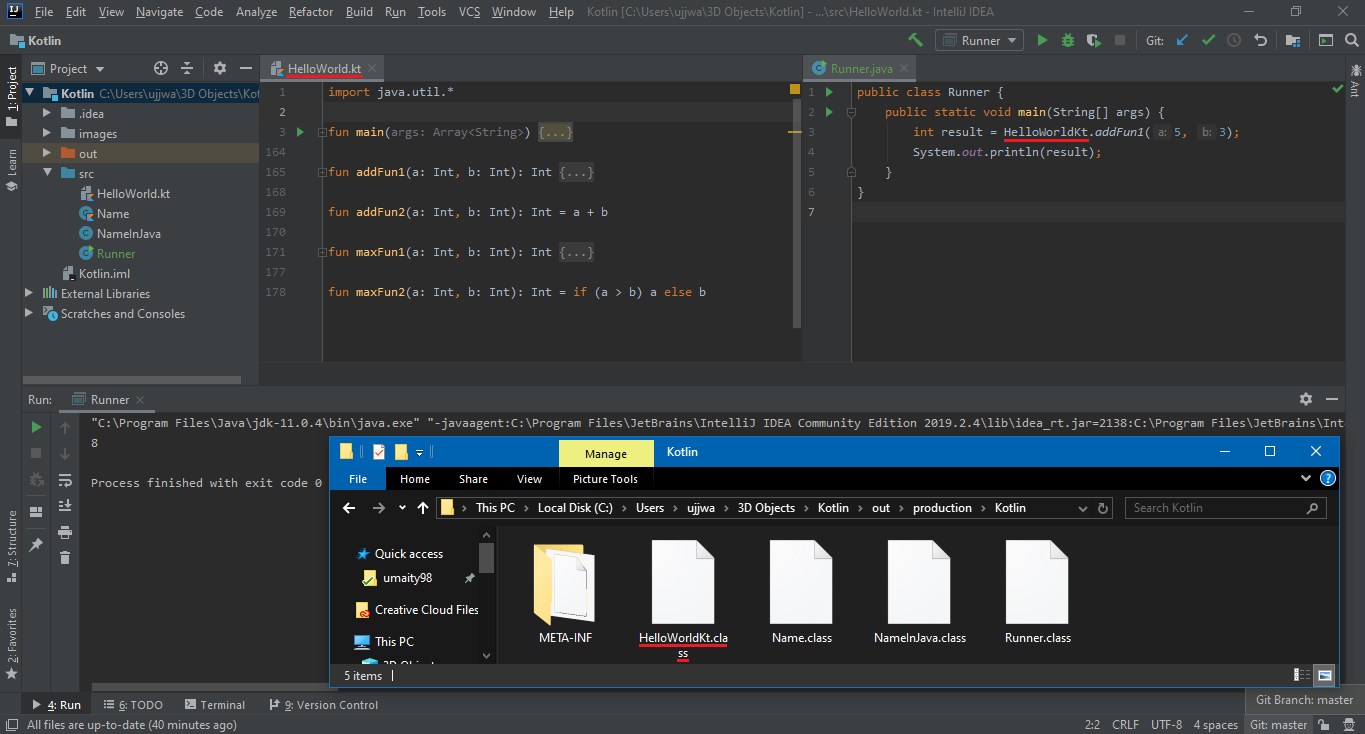 File Edit View Navigate Code Analyze Refactor Build Run Tools VCS Window Help Kotlin [C:\Users\ujjwa\3D Objects\Kotlin] - ...\src\HelloWorld.kt - IntelliJ IDEA
Kotlin
Runner
Git:
1: Project
Learn
7: Structure
2: Favorites
Ant
Project
Kotlin C:\Users\ujjwa\3D Objects\Kot
.idea
images
out
src
HelloWorld.kt
Name
NameInJava
Runner
Kotlin.iml
External Libraries
Scratches and Consoles
HelloWorld.kt
1 import java.util.*
2
3 fun main(args: Array<String>) {...}
164
165 fun addFun1(a: Int, b: Int): Int {...}
168
169 fun addFun2(a: Int, b: Int): Int = a + b
170
171 fun maxFun1(a: Int, b: Int): Int {...}
177
178 fun maxFun2(a: Int, b: Int): Int = if (a > b) a else b
Runner.java
1 public class Runner {
2 public static void main(String[] args) {
3 int result = HelloWorldKt.addFun1( a: 5, b: 3);
4 System.out.println(result);
5 }
6 }
7
Run: Runner
"C:\Program Files\Java\jdk-11.0.4\bin\java.exe" "-javaagent:C:\Program Files\JetBrains\IntelliJ IDEA Community Edition 2019.2.4\lib\idea_rt.jar=2138:C:\Program Files\JetBrains\Inte
8
Process finished with exit code 0
Manage Kotlin
File Home Share View Picture Tools
This PC Local Disk (C:) Users ujjwa 3D Objects Kotlin out production Kotlin
Search Kotlin
Quick access
umaity98
Creative Cloud Files
This PC
3D Object
META-INF
HelloWorldKt.cla
ss
Name.class
NameInJava.class
Runner.class
5 items
4: Run 6: TODO Terminal 9: Version Control
Git Branch: master
All files are up-to-date (40 minutes ago)
2:2 CRLF UTF-8 4 spaces Git: master